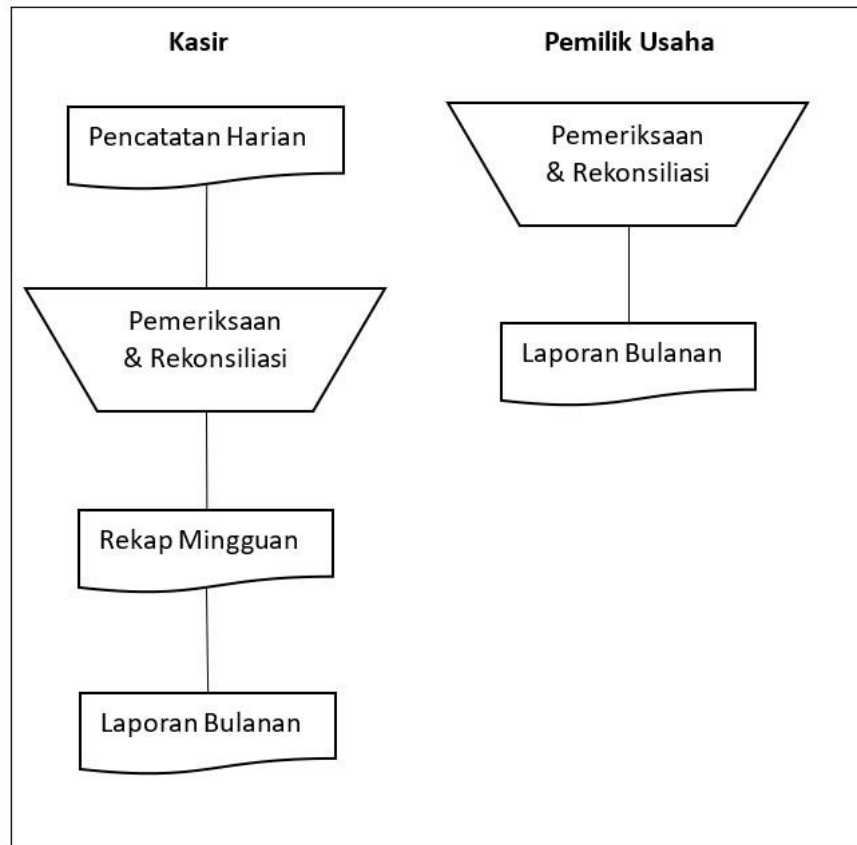 Kasir
Pencatatan Harian
Pemeriksaan
& Rekonsiliasi
Rekap Mingguan
Laporan Bulanan
Pemilik Usaha
Pemeriksaan
& Rekonsiliasi
Laporan Bulanan